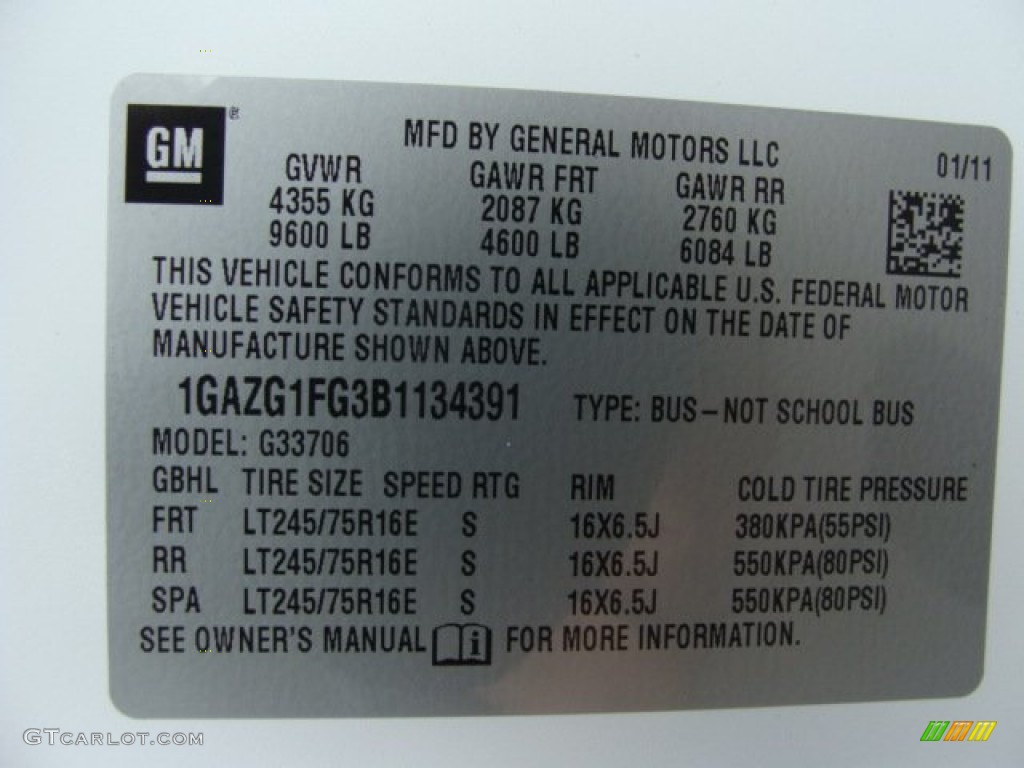 GM ®
MFD BY GENERAL MOTORS LLC
01/11
GVWR GAWR FRT GAWR RR
4355 KG 2087 KG 2760 KG
9600 LB 4600 LB 6084 LB
THIS VEHICLE CONFORMS TO ALL APPLICABLE U.S. FEDERAL MOTOR
VEHICLE SAFETY STANDARDS IN EFFECT ON THE DATE OF
MANUFACTURE SHOWN ABOVE.
1GAZG1FG3B1134391 TYPE: BUS-NOT SCHOOL BUS
MODEL: G33706
GBHL TIRE SIZE SPEED RTG RIM COLD TIRE PRESSURE
FRT LT245/75R16E S 16X6.5J 380KPA(55PSI)
RR LT245/75R16E S 16X6.5J 550KPA(80PSI)
SPA LT245/75R16E S 16X6.5J 550KPA(80PSI)
SEE OWNER'S MANUAL i FOR MORE INFORMATION.
GTCARLOT.COM